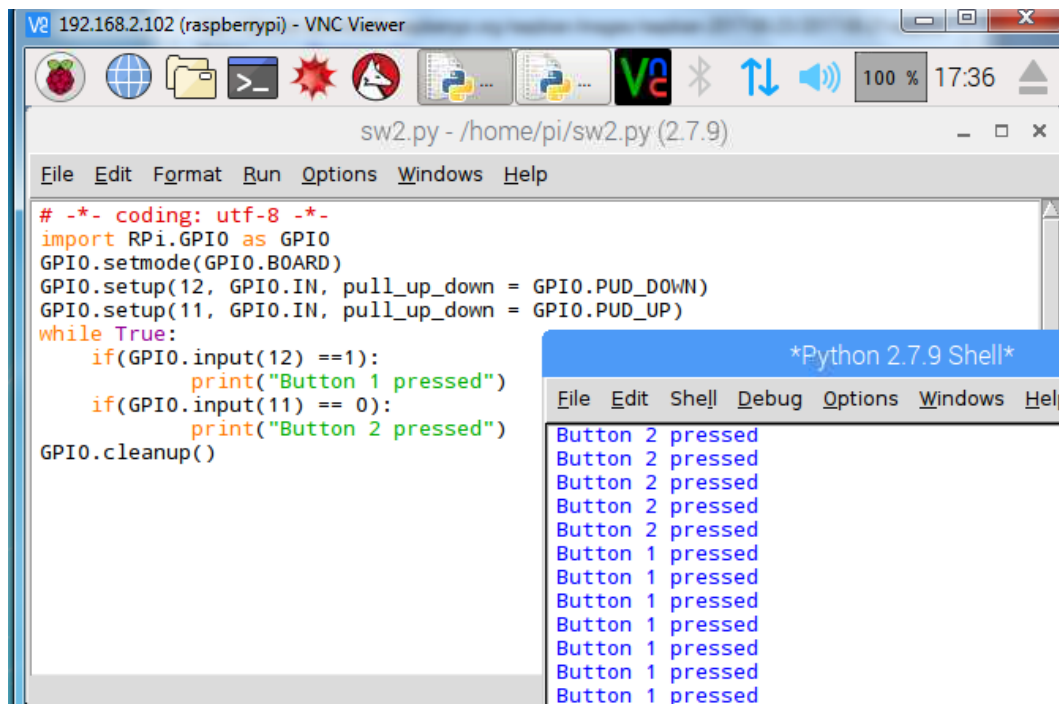 192.168.2.102 (raspberrypi) - VNC Viewer
>_
...
...
100 %
17:36
sw2.py - /home/pi/sw2.py (2.7.9)
File Edit Format Run Options Windows Help
# -*- coding: utf-8 -*-
import RPi.GPIO as GPIO
GPIO.setmode(GPIO.BOARD)
GPIO.setup(12, GPIO.IN, pull_up_down = GPIO.PUD_DOWN)
GPIO.setup(11, GPIO.IN, pull_up_down = GPIO.PUD_UP)
while True:
    if(GPIO.input(12) ==1):
            print("Button 1 pressed")
    if(GPIO.input(11) == 0):
            print("Button 2 pressed")
GPIO.cleanup()
*Python 2.7.9 Shell*
File Edit Shell Debug Options Windows Hel
Button 2 pressed
Button 2 pressed
Button 2 pressed
Button 2 pressed
Button 2 pressed
Button 1 pressed
Button 1 pressed
Button 1 pressed
Button 1 pressed
Button 1 pressed
Button 1 pressed
Button 1 pressed